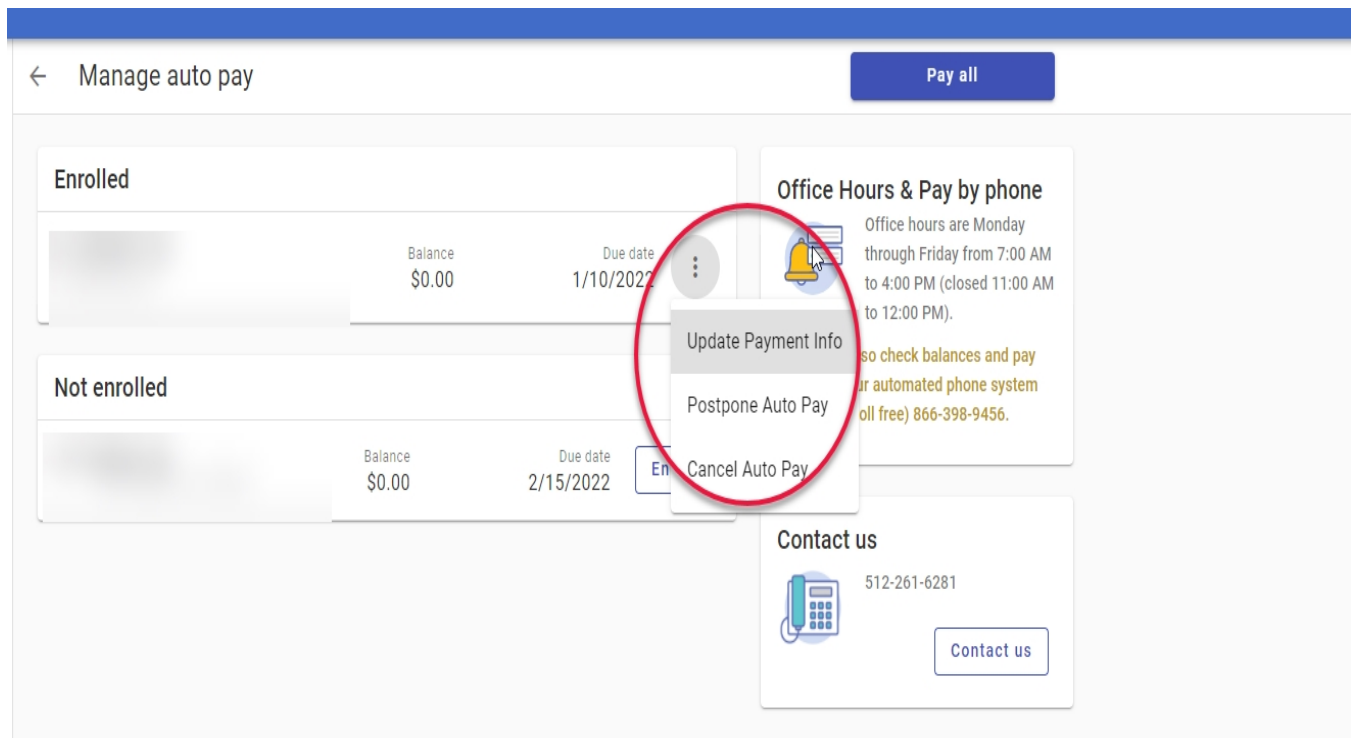 Manage auto pay
Pay all
Enrolled
Balance
$0.00
Due date
1/10/2022
Update Payment Info
Postpone Auto Pay
Cancel Auto Pay
Not enrolled
Balance
$0.00
Due date
2/15/2022
En
Office Hours & Pay by phone
Office hours are Monday
through Friday from 7:00 AM
to 4:00 PM (closed 11:00 AM
to 12:00 PM).
so check balances and pay
ur automated phone system
oll free) 866-398-9456.
Contact us
512-261-6281
Contact us